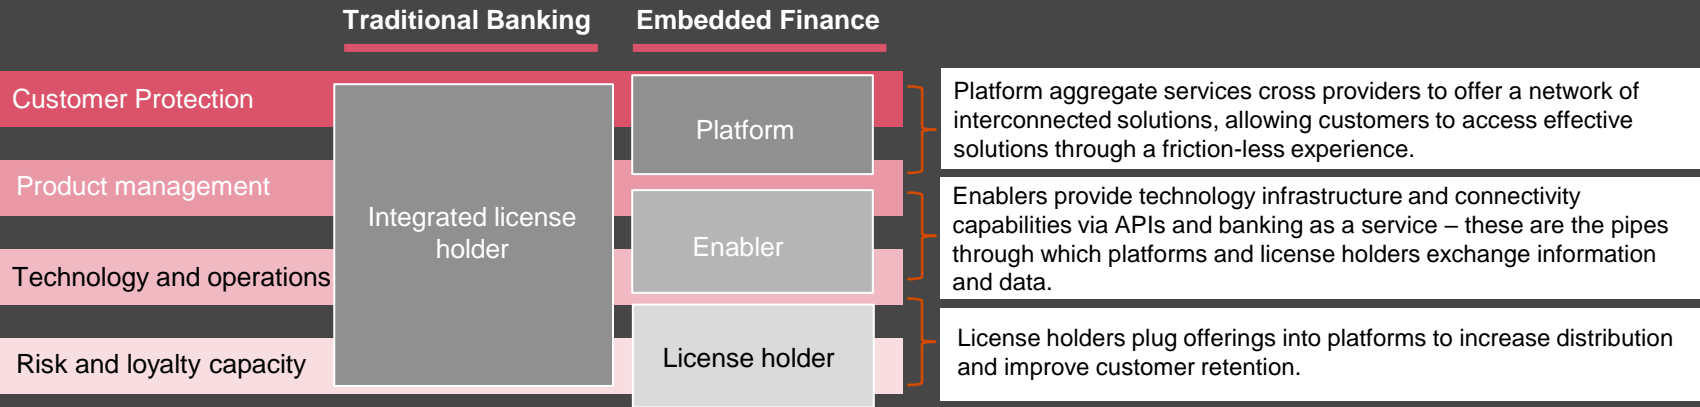 Traditional Banking
Embedded Finance
Customer Protection
Product management
Technology and operations
Risk and loyalty capacity
Integrated license
holder
Platform
Enabler
License holder
Platform aggregate services cross providers to offer a network of
interconnected solutions, allowing customers to access effective
solutions through a friction-less experience.
Enablers provide technology infrastructure and connectivity
capabilities via APIs and banking as a service – these are the pipes
through which platforms and license holders exchange information
and data.
License holders plug offerings into platforms to increase distribution
and improve customer retention.